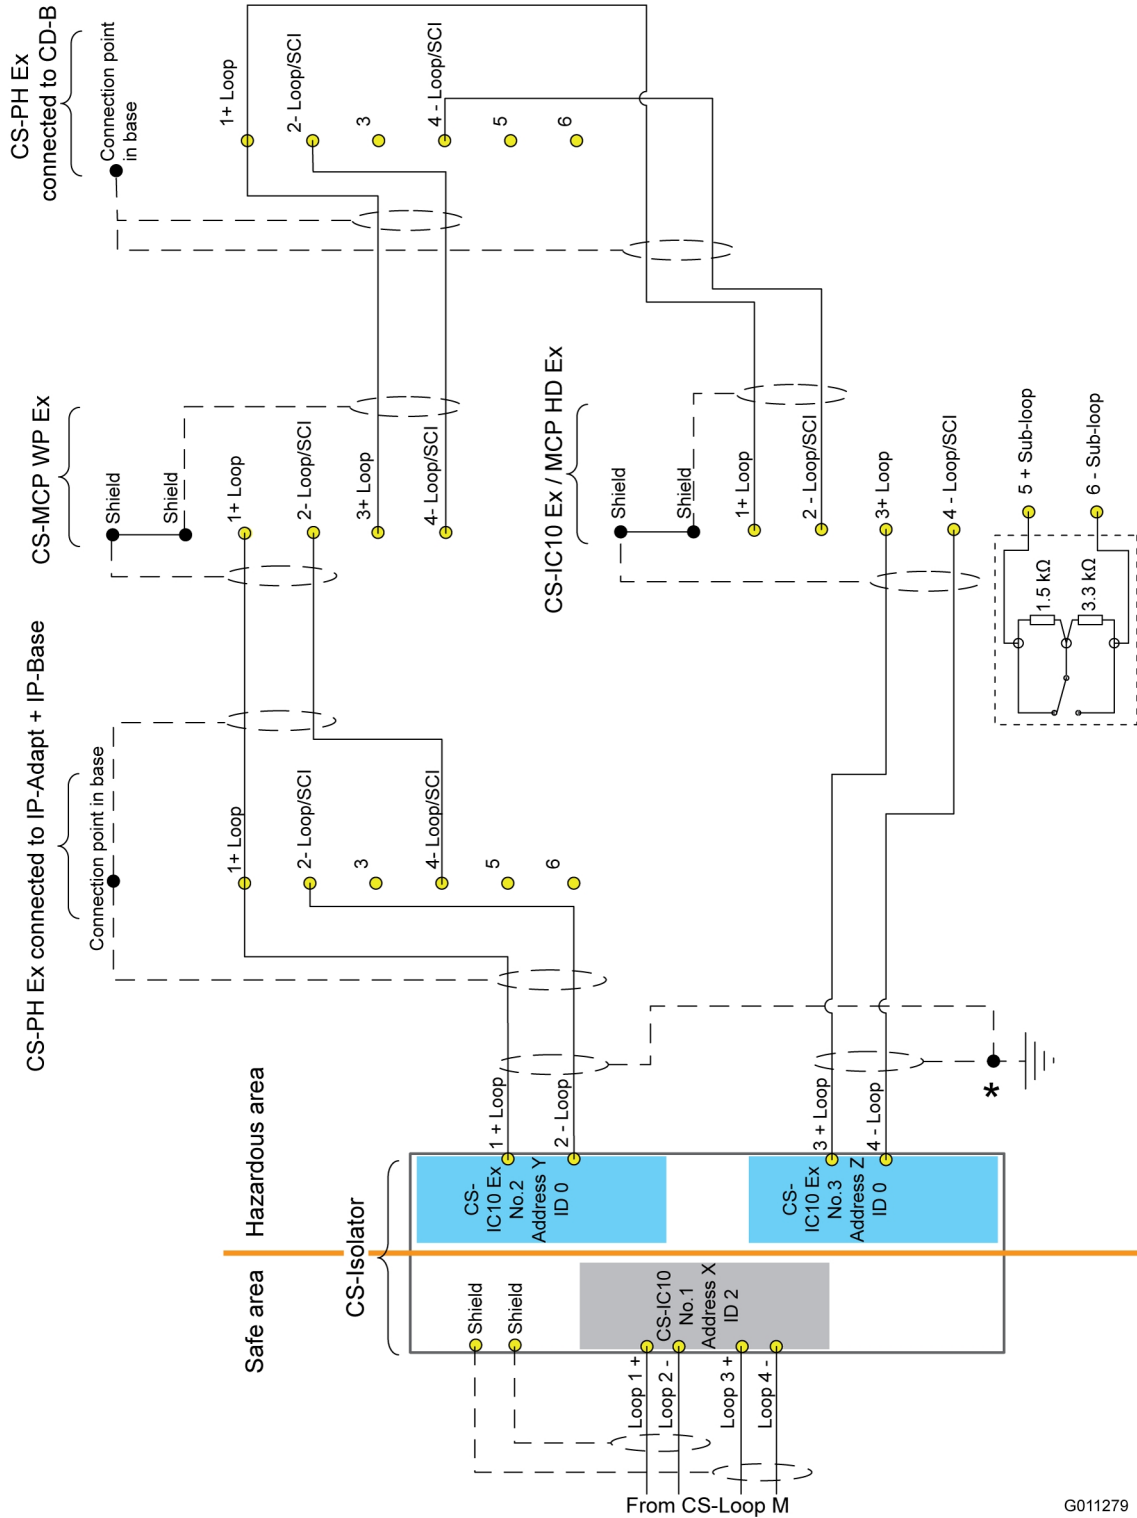 CS-PH Ex
connected to CD-B
Connection point
in base
1+ Loop
2- Loop/SCI
3
4 - Loop/SCI
5
6
CS-MCP WP Ex
Shield
Shield
1+ Loop
2- Loop/SCI
3+ Loop
4- Loop/SCI
CS-IC10 Ex / MCP HD Ex
Shield
Shield
1+ Loop
2 - Loop/SCI
3+ Loop
4 - Loop/SCI
5 + Sub-loop
6 - Sub-loop
1.5 kΩ
3.3 kΩ
CS-PH Ex connected to IP-Adapt + IP-Base
Connection point in base
1+ Loop
2- Loop/SCI
3
4- Loop/SCI
5
6
Hazardous area
1 + Loop
2 - Loop
3 + Loop
4 - Loop
*
CS-Isolator
CS-
IC10 Ex
No.2
Address Y
ID 0
CS-
IC10 Ex
No.3
Address Z
ID 0
Safe area
Shield
Shield
CS-IC10
No.1
Address X
ID 2
Loop 1 +
Loop 2 -
Loop 3 +
Loop 4 -
From CS-Loop M
G011279